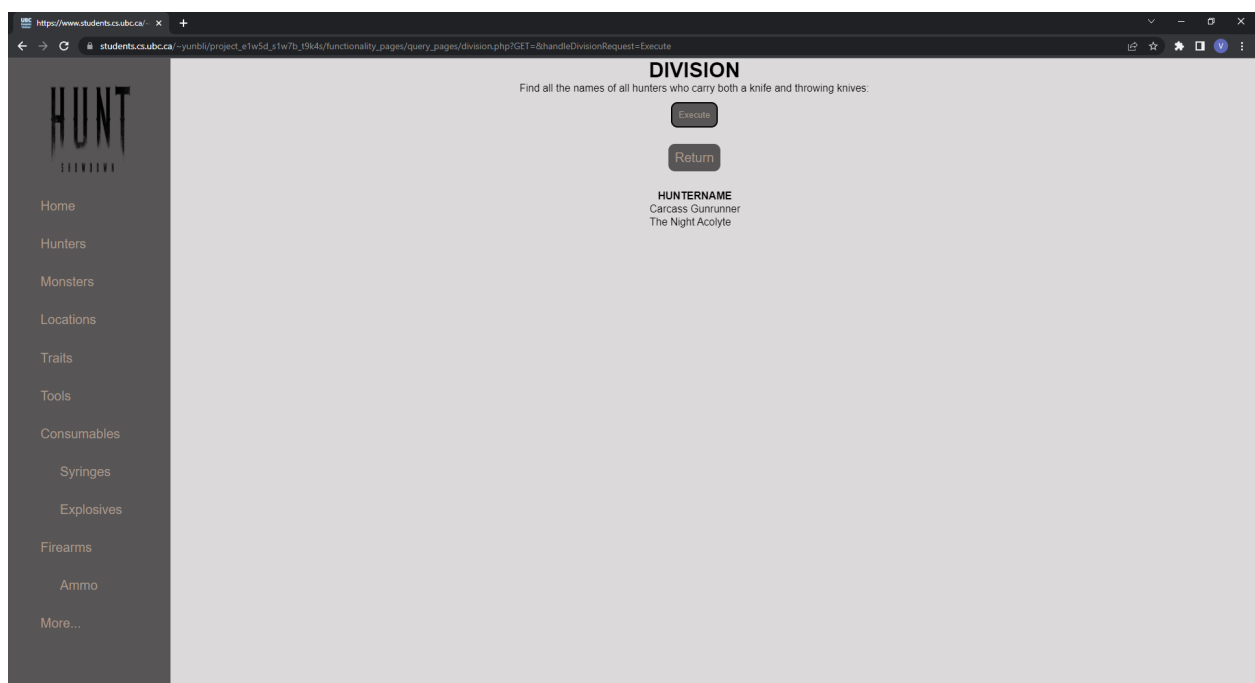 https://www.students.cs.ubc.ca/~
students.cs.ubc.ca/~yunbli/project_e1w5d_s1w7b_t9k4s/functionality_pages/query_pages/division.php?GET=&handleDivisionRequest=Execute
V
HUNT
SHOWDOWN
Home
Hunters
Monsters
Locations
Traits
Tools
Consumables
Syringes
Explosives
Firearms
Ammo
More...
DIVISION
Find all the names of all hunters who carry both a knife and throwing knives:
Execute
Return
HUNTERNAME
Carcass Gunrunner
The Night Acolyte